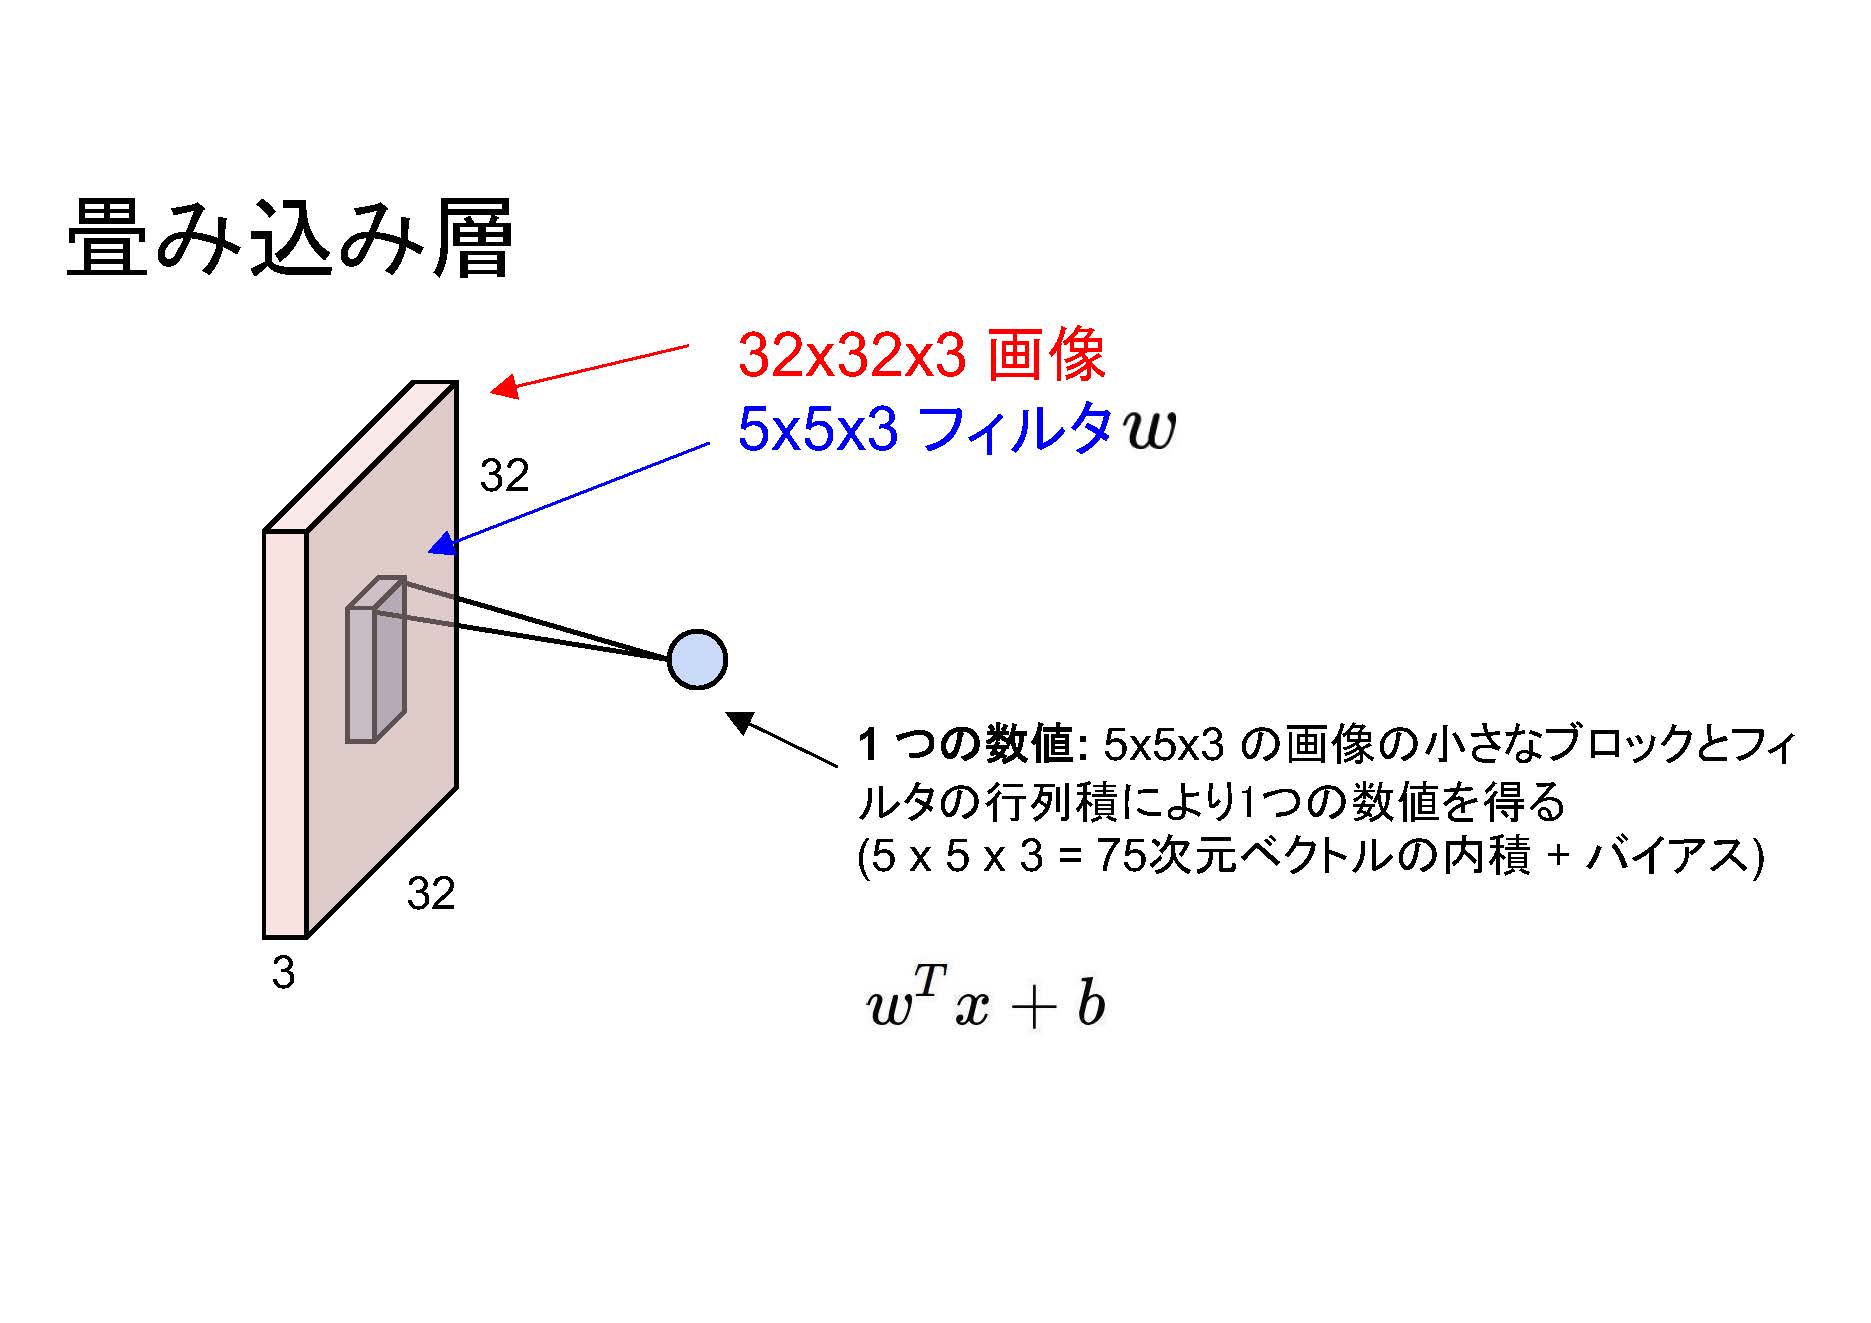 畳み込み層
32x32x3 画像
5x5x3 フィルタw
32
32
3
1 つの数値: 5x5x3 の画像の小さなブロックとフィ
ルタの行列積により1つの数値を得る
(5 x 5 x 3 = 75次元ベクトルの内積 + バイアス)
w^T x + b